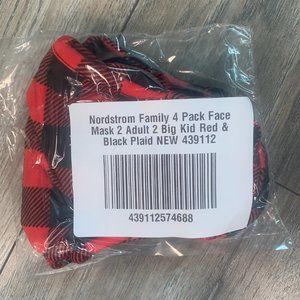 Nordstrom Family 4 Pack Face
Mask 2 Adult 2 Big Kid Red &
Black Plaid NEW 439112
439112574688